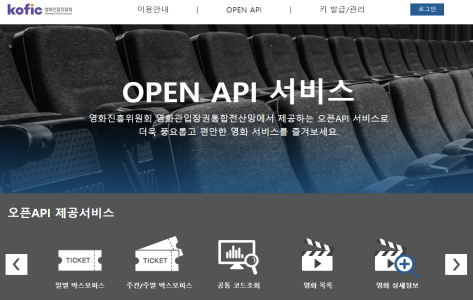 kofic 영화진흥위원회
이용안내 | OPEN API | 키 발급/관리
로그인
OPEN API 서비스
영화진흥위원회 영화관입장권통합전산망에서 제공하는 오픈API 서비스로
더욱 풍요롭고 편안한 영화 서비스를 즐겨보세요.
오픈API 제공서비스
TICKET
TICKET
일별 박스오피스
주간/주말 박스오피스
공통 코드조회
영화 목록
영화 상세정보